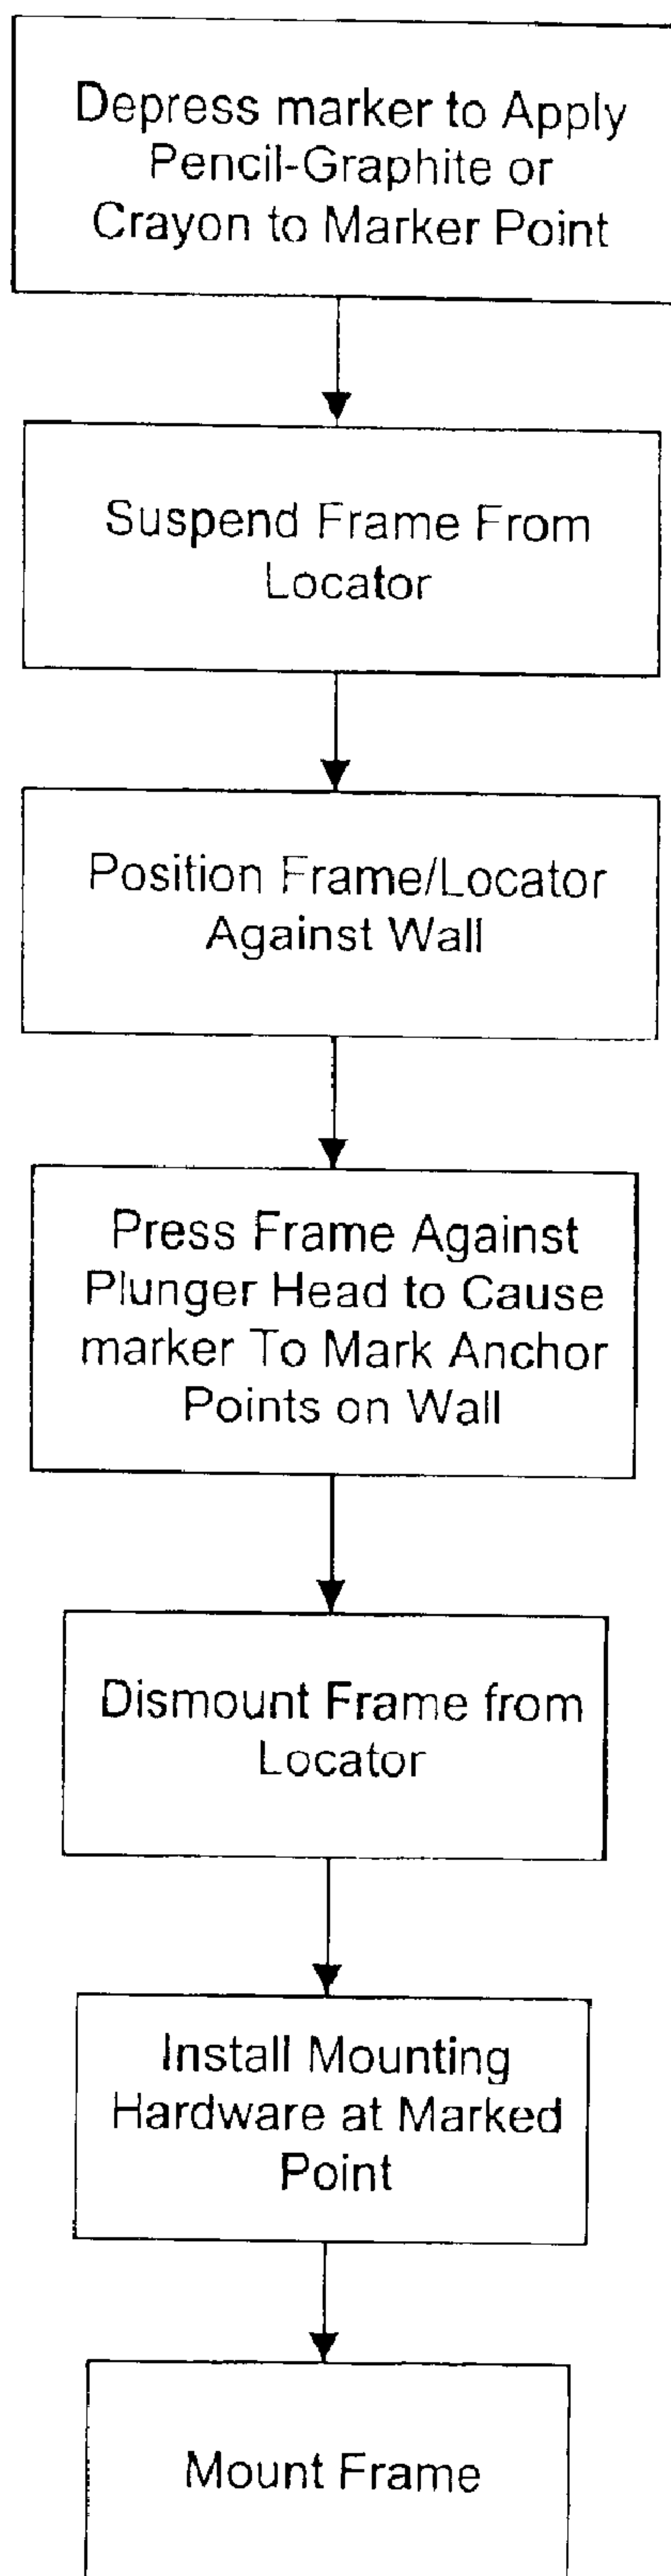 Depress marker to Apply
Pencil-Graphite or
Crayon to Marker Point
Suspend Frame From
Locator
Position Frame/Locator
Against Wall
Press Frame Against
Plunger Head to Cause
marker To Mark Anchor
Points on Wall
Dismount Frame from
Locator
Install Mounting
Hardware at Marked
Point
Mount Frame